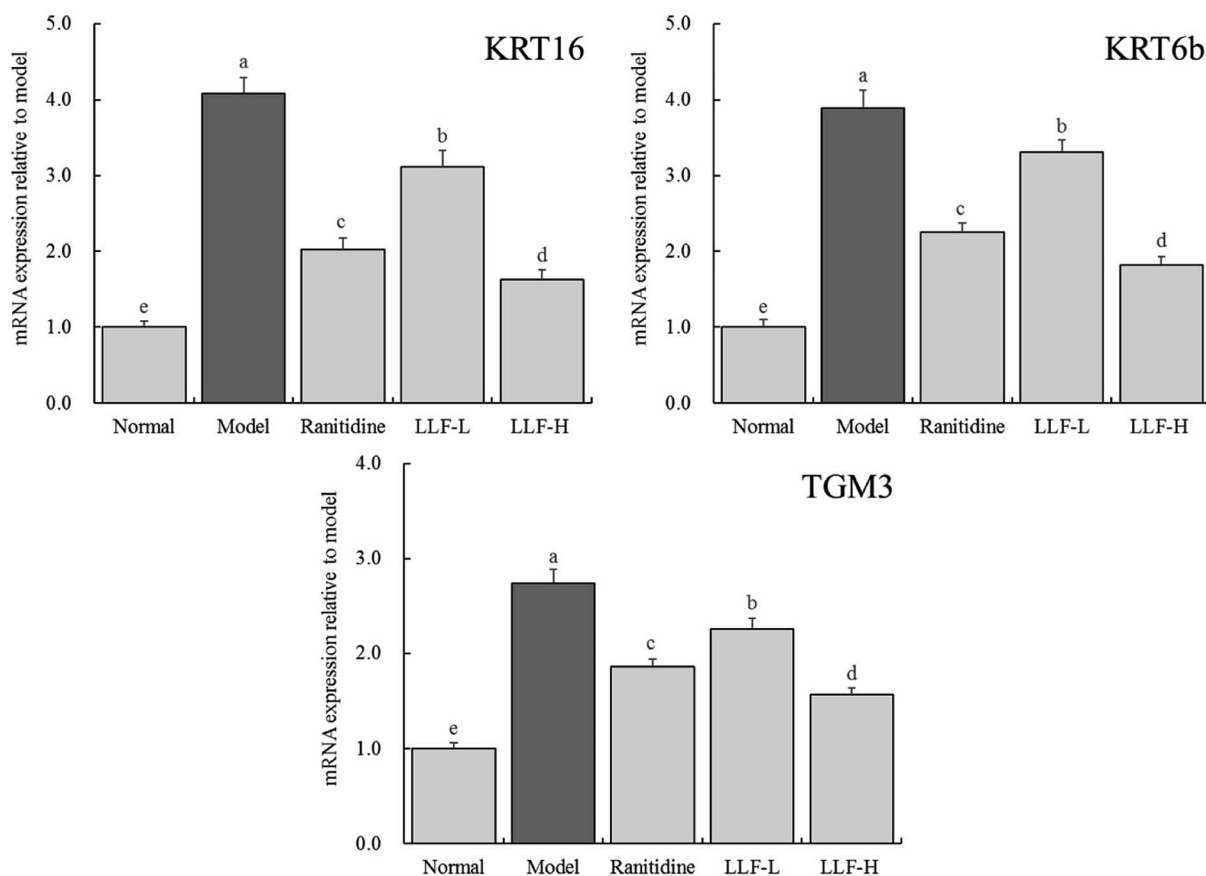 KRT16
mRNA expression relative to model
5.0
4.0
3.0
2.0
1.0
0.0
e
a
c
b
d
Normal Model Ranitidine LLF-L LLF-H
KRT6b
mRNA expression relative to model
5.0
4.0
3.0
2.0
1.0
0.0
e
a
c
b
d
Normal Model Ranitidine LLF-L LLF-H
TGM3
mRNA expression relative to model
4.0
3.0
2.0
1.0
0.0
e
a
c
b
d
Normal Model Ranitidine LLF-L LLF-H